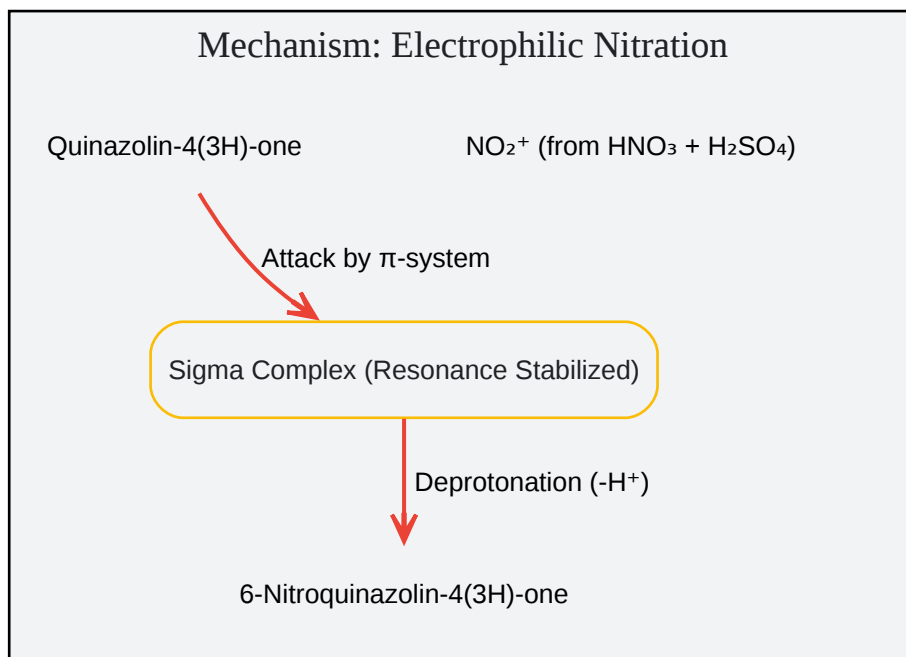 Mechanism: Electrophilic Nitration
Quinazolin-4(3H)-one
NO₂⁺ (from HNO₃ + H₂SO₄)
Attack by π-system
Sigma Complex (Resonance Stabilized)
Deprotonation (-H⁺)
6-Nitroquinazolin-4(3H)-one